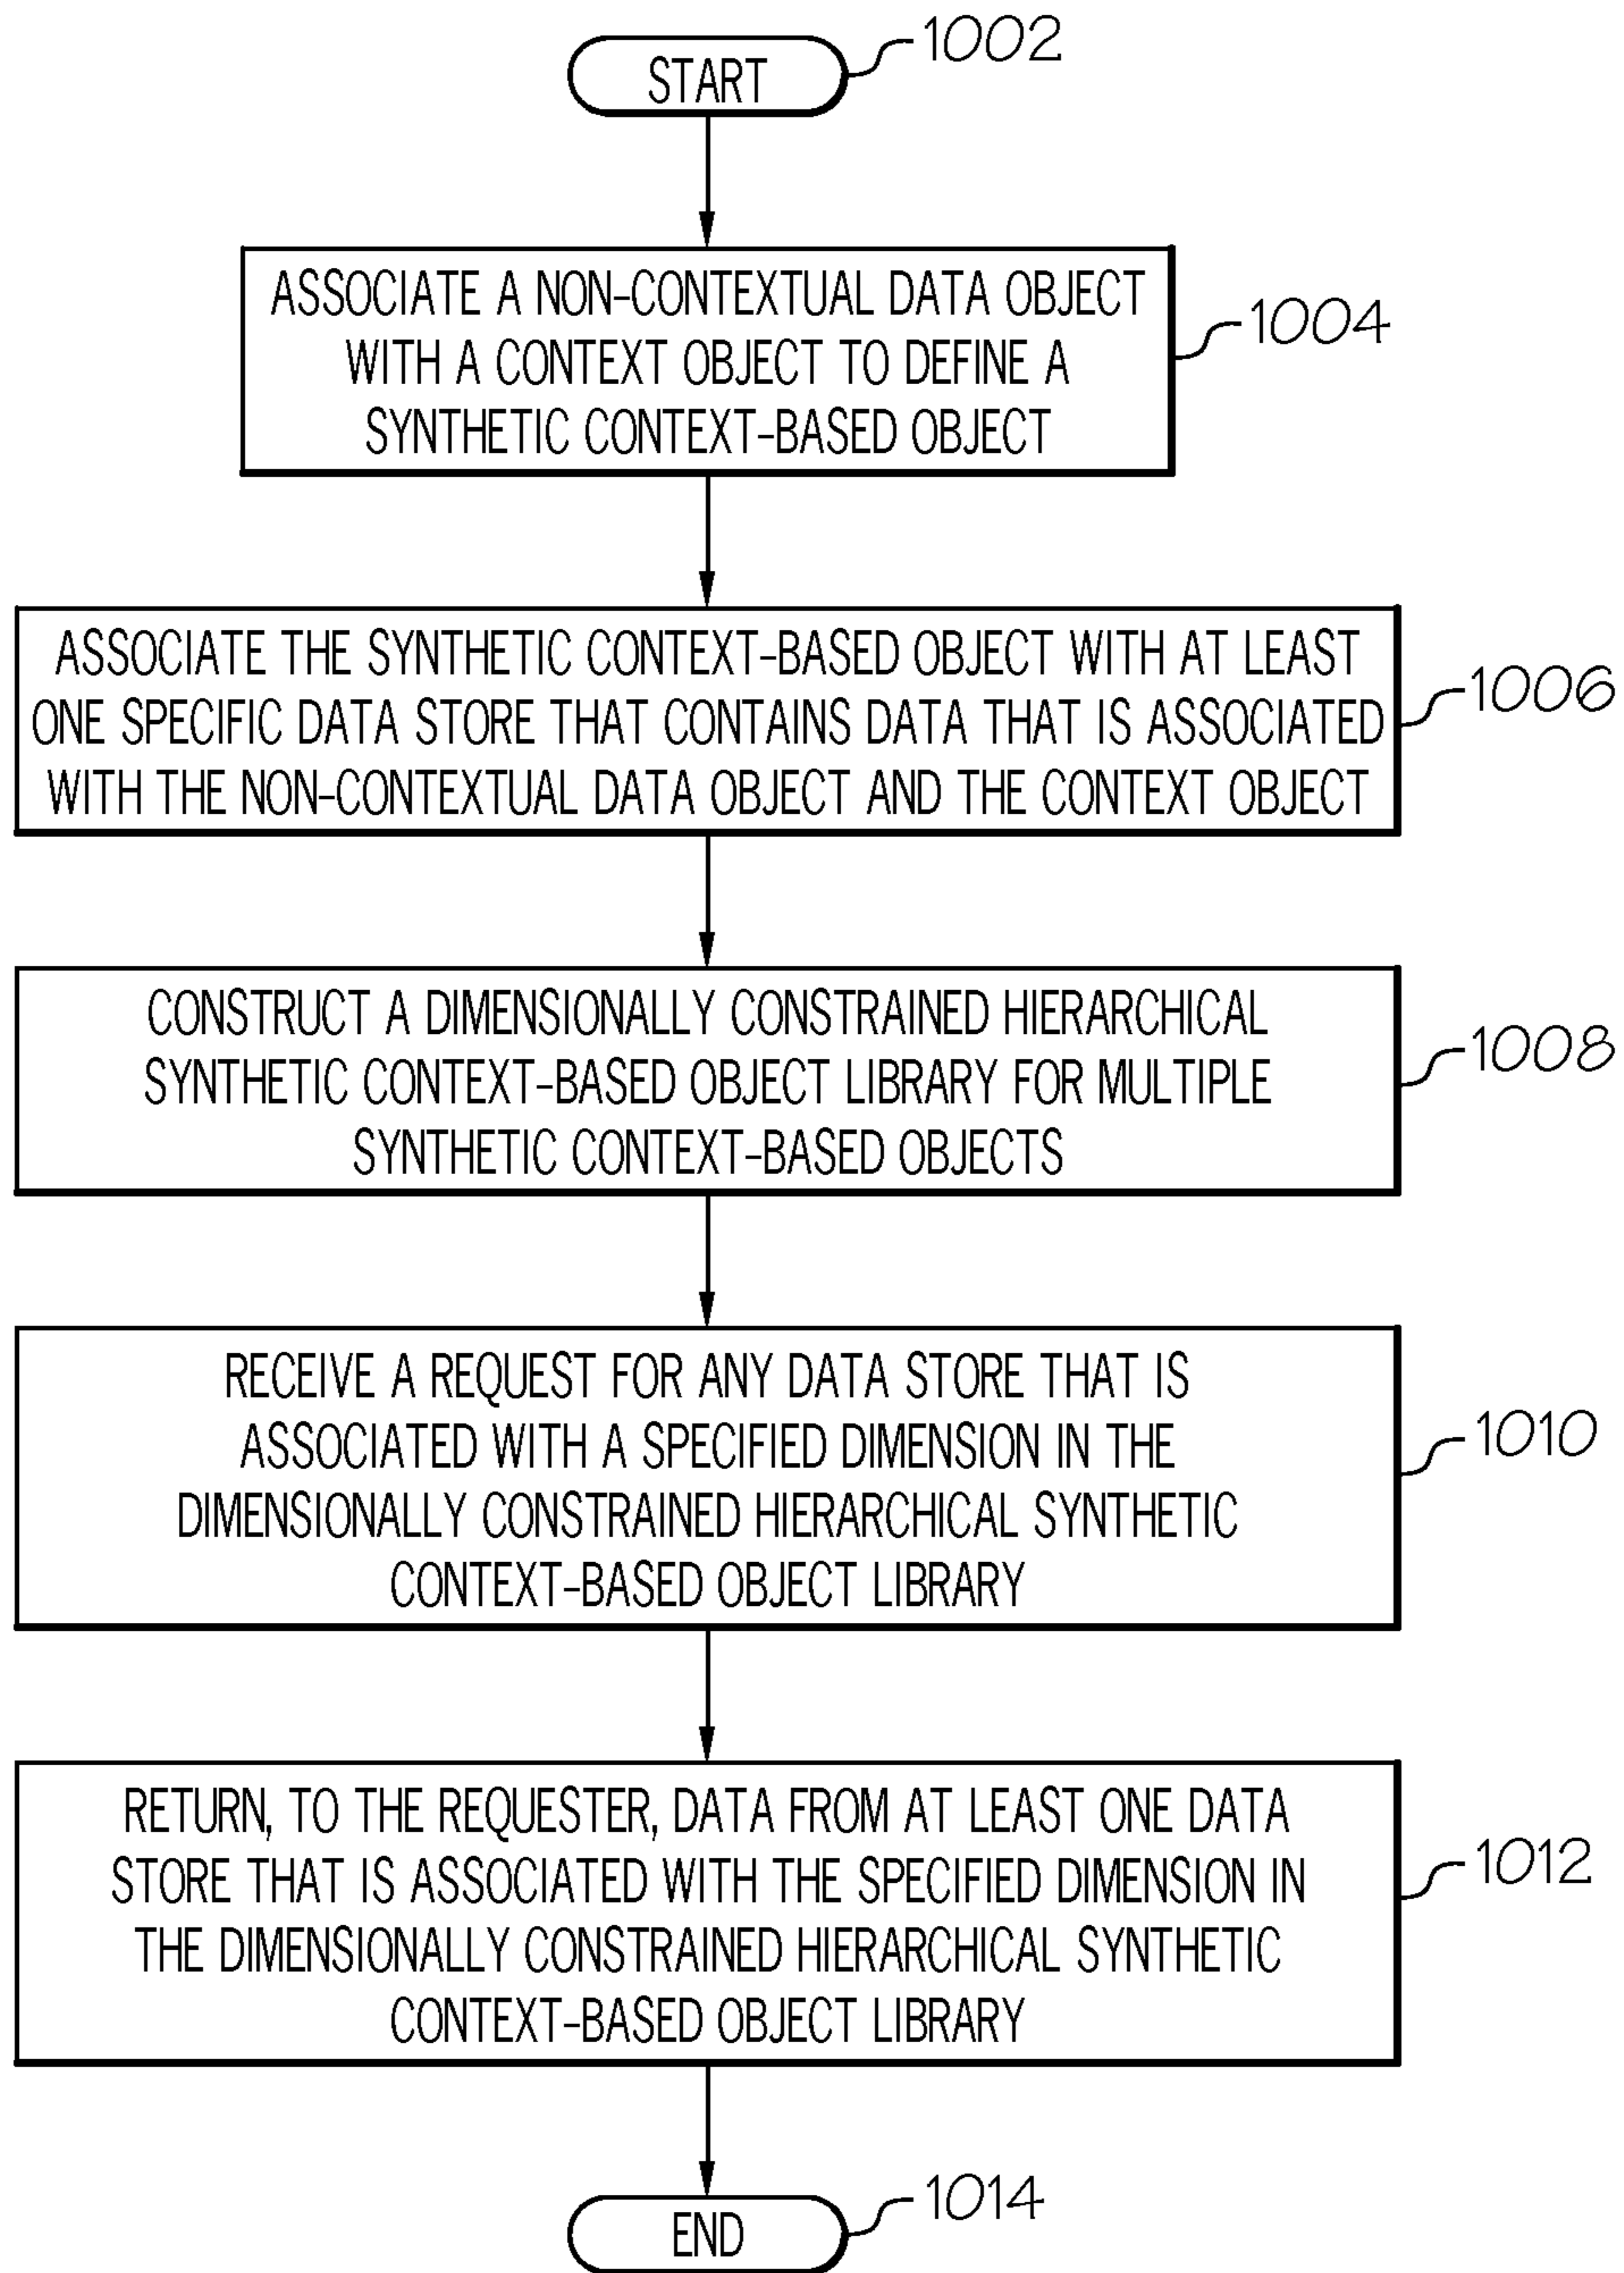 START
1002
ASSOCIATE A NON-CONTEXTUAL DATA OBJECT
WITH A CONTEXT OBJECT TO DEFINE A
SYNTHETIC CONTEXT-BASED OBJECT
1004
ASSOCIATE THE SYNTHETIC CONTEXT-BASED OBJECT WITH AT LEAST
ONE SPECIFIC DATA STORE THAT CONTAINS DATA THAT IS ASSOCIATED
WITH THE NON-CONTEXTUAL DATA OBJECT AND THE CONTEXT OBJECT
1006
CONSTRUCT A DIMENSIONALLY CONSTRAINED HIERARCHICAL
SYNTHETIC CONTEXT-BASED OBJECT LIBRARY FOR MULTIPLE
SYNTHETIC CONTEXT-BASED OBJECTS
1008
RECEIVE A REQUEST FOR ANY DATA STORE THAT IS
ASSOCIATED WITH A SPECIFIED DIMENSION IN THE
DIMENSIONALLY CONSTRAINED HIERARCHICAL SYNTHETIC
CONTEXT-BASED OBJECT LIBRARY
1010
RETURN, TO THE REQUESTER, DATA FROM AT LEAST ONE DATA
STORE THAT IS ASSOCIATED WITH THE SPECIFIED DIMENSION IN
THE DIMENSIONALLY CONSTRAINED HIERARCHICAL SYNTHETIC
CONTEXT-BASED OBJECT LIBRARY
1012
END
1014